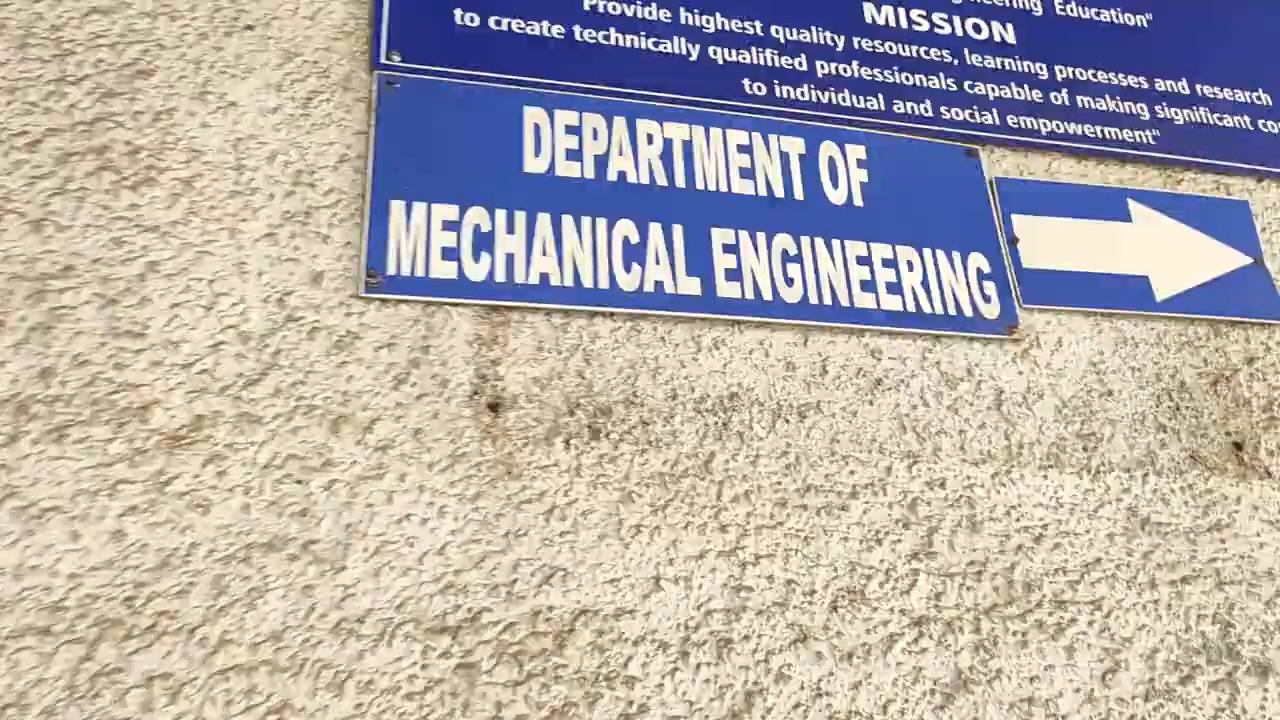 Education"
MISSION
Provide highest quality resources, learning processes and research
to create technically qualified professionals capable of making significant
to individual and social empowerment"
DEPARTMENT OF
MECHANICAL ENGINEERING